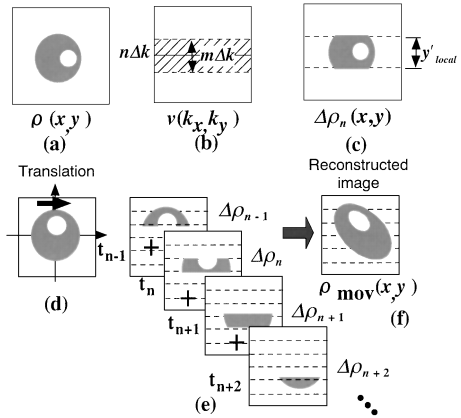 nΔk
mΔk
y'local
ρ (x,y)
v(kx,ky)
Δρn(x,y)
(a)
(b)
(c)
Translation
Reconstructed
image
tn-1
Δρn-1
tn
Δρn
tn+1
Δρn+1
tn+2
Δρn+2
ρ mov(x,y)
(d)
(e)
(f)